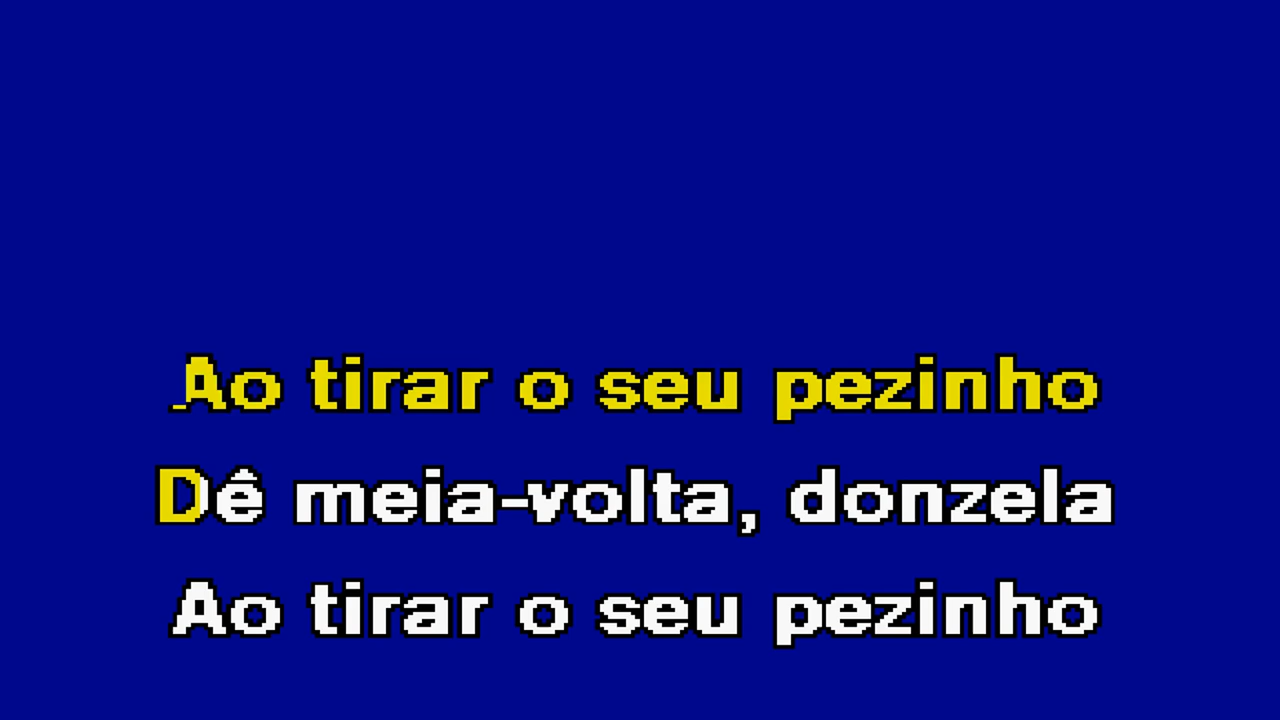 Ao tirar o seu pezinho
Dê meia-volta, donzela
Ao tirar o seu pezinho